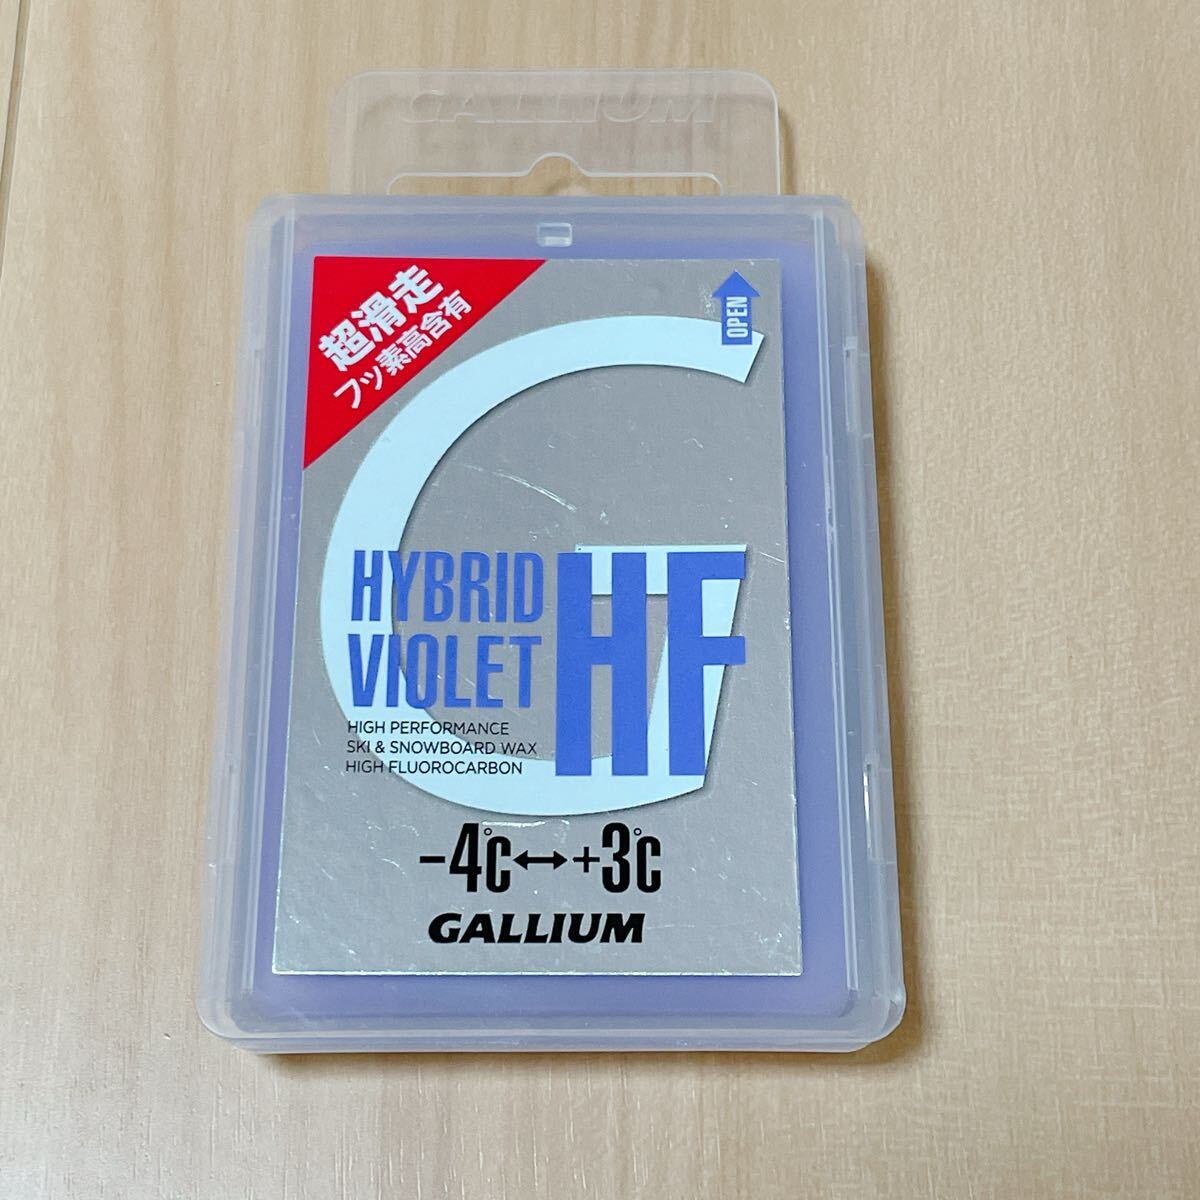 GALLIUM
超滑走
フッ素高含有
OPEN
HYBRID
VIOLET
HF
HIGH PERFORMANCE
SKI & SNOWBOARD WAX
HIGH FLUOROCARBON
-4℃↔+3℃
GALLIUM